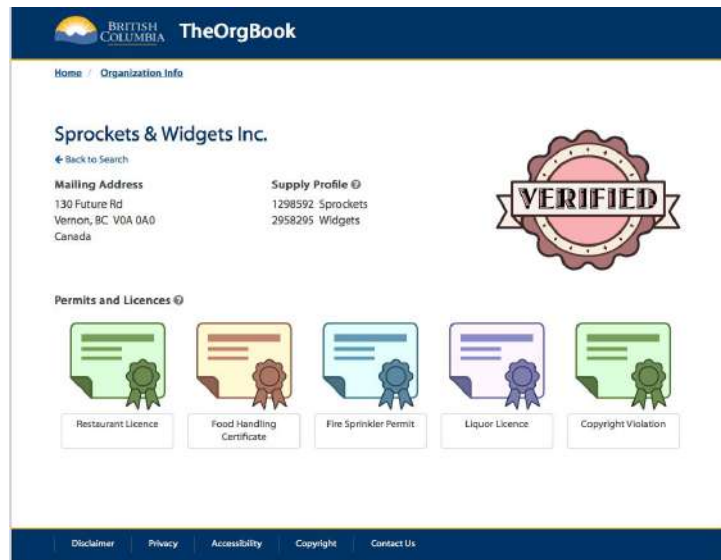 BRITISH
COLUMBIA
TheOrgBook
Home / Organization Info
Sprockets & Widgets Inc.
← Back to Search
Mailing Address
130 Future Rd
Vernon, BC V0A 0A0
Canada
Supply Profile
1298592 Sprockets
2958295 Widgets
VERIFIED
Permits and Licences
Restaurant Licence
Food Handling
Certificate
Fire Sprinkler Permit
Liquor Licence
Copyright Violation
Disclaimer Privacy Accessibility Copyright Contact Us